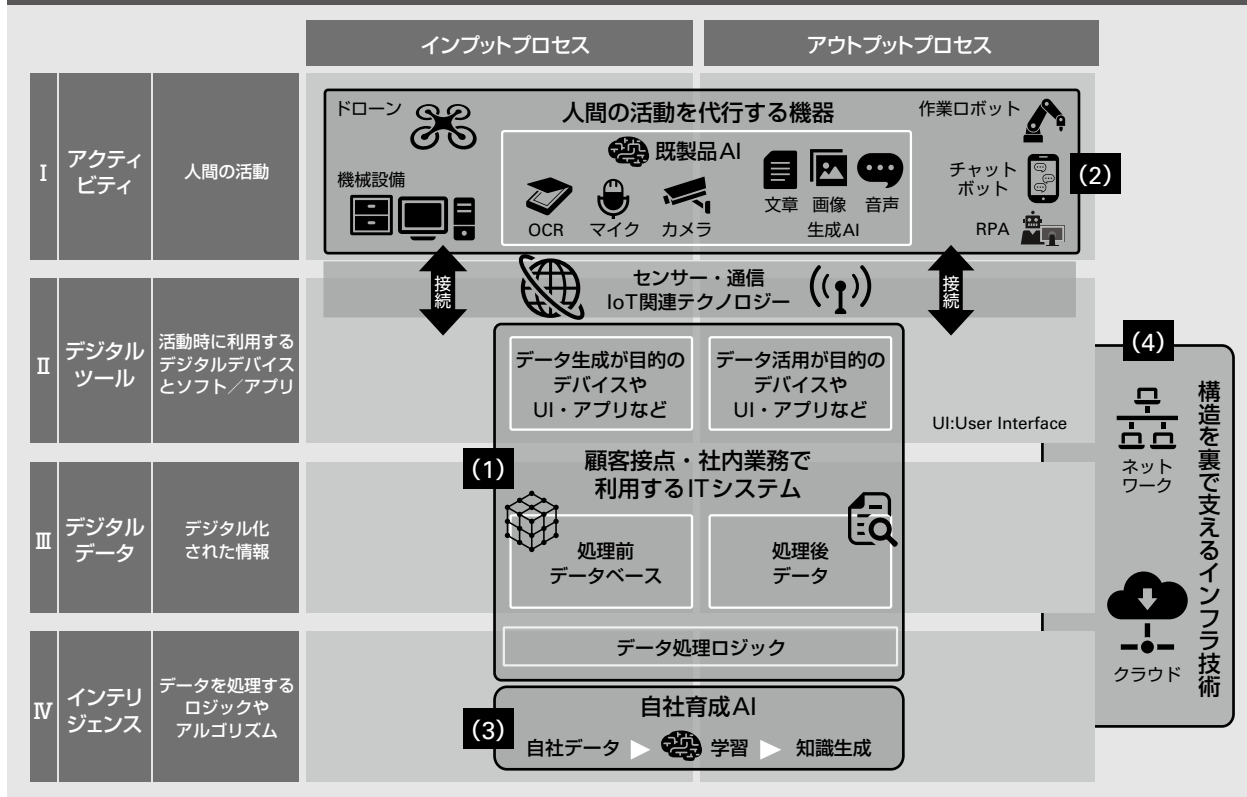 インプットプロセス
アウトプットプロセス
Ⅰ
アクティ
ビティ
人間の活動
人間の活動を代行する機器
ドローン
機械設備
既製品AI
OCR
マイク
カメラ
文章
画像
音声
生成AI
作業ロボット
チャット
ボット
RPA
(2)
接続
センサー・通信
IoT関連テクノロジー
接続
Ⅱ
デジタル
ツール
活動時に利用する
デジタルデバイス
とソフト/アプリ
データ生成が目的の
デバイスや
UI・アプリなど
データ活用が目的の
デバイスや
UI・アプリなど
UI:User Interface
(1)
顧客接点・社内業務で
利用するITシステム
Ⅲ
デジタル
データ
デジタル化
された情報
処理前
データベース
処理後
データ
データ処理ロジック
Ⅳ
インテリ
ジェンス
データを処理する
ロジックや
アルゴリズム
(3)
自社育成AI
自社データ
学習
知識生成
(4)
構造を裏で支えるインフラ技術
ネット
ワーク
クラウド